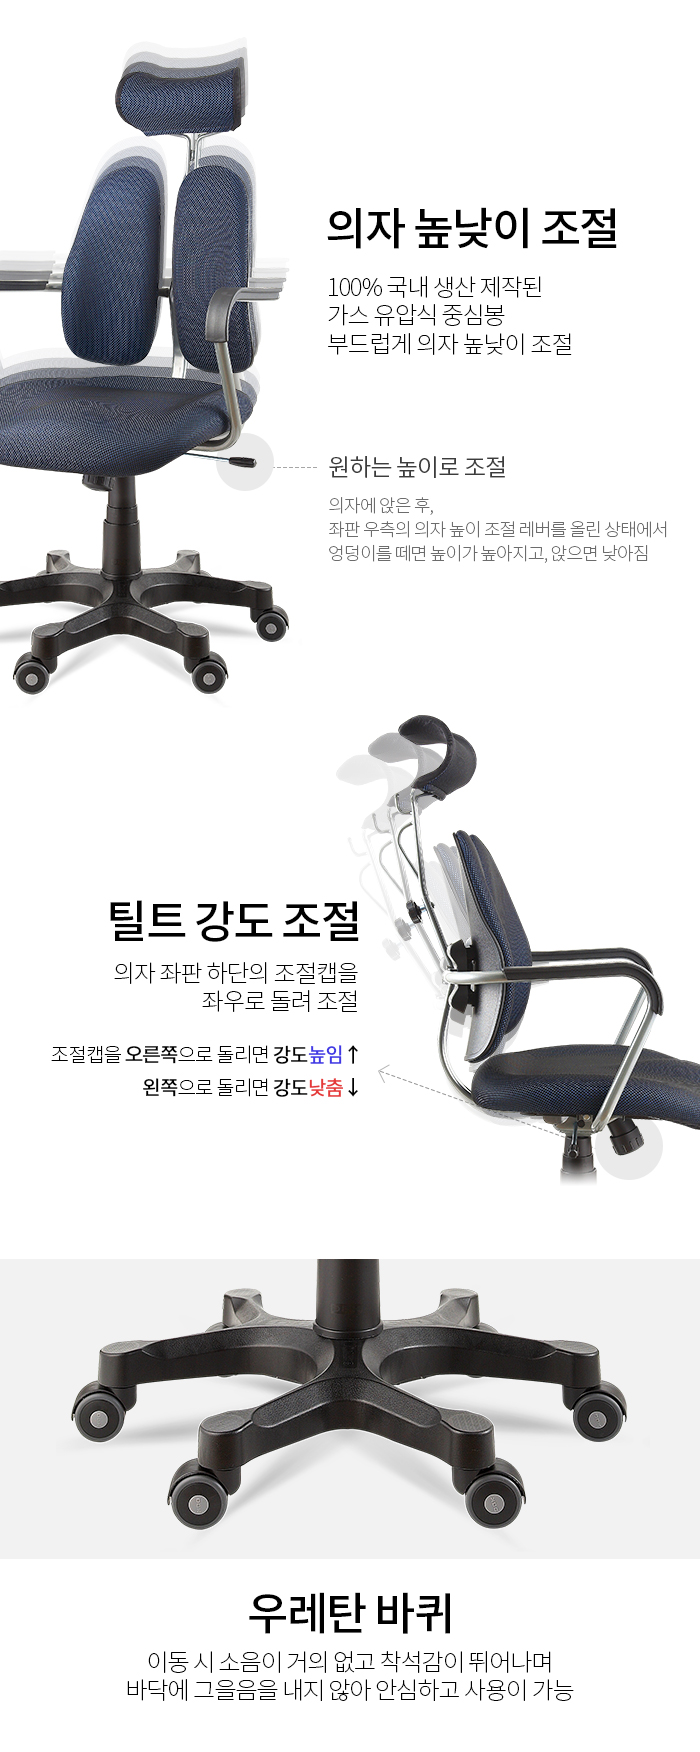 의자 높낮이 조절
100% 국내 생산 제작된
가스 유압식 중심봉
부드럽게 의자 높낮이 조절
원하는 높이로 조절
의자에 앉은 후,
좌판 우측의 의자 높이 조절 레버를 올린 상태에서
엉덩이를 떼면 높이가 높아지고, 앉으면 낮아짐
틸트 강도 조절
의자 좌판 하단의 조절캡을
좌우로 돌려 조절
조절캡을 오른쪽으로 돌리면 강도높임↑
왼쪽으로 돌리면 강도낮춤↓
우레탄 바퀴
이동 시 소음이 거의 없고 착석감이 뛰어나며
바닥에 그을음을 내지 않아 안심하고 사용이 가능